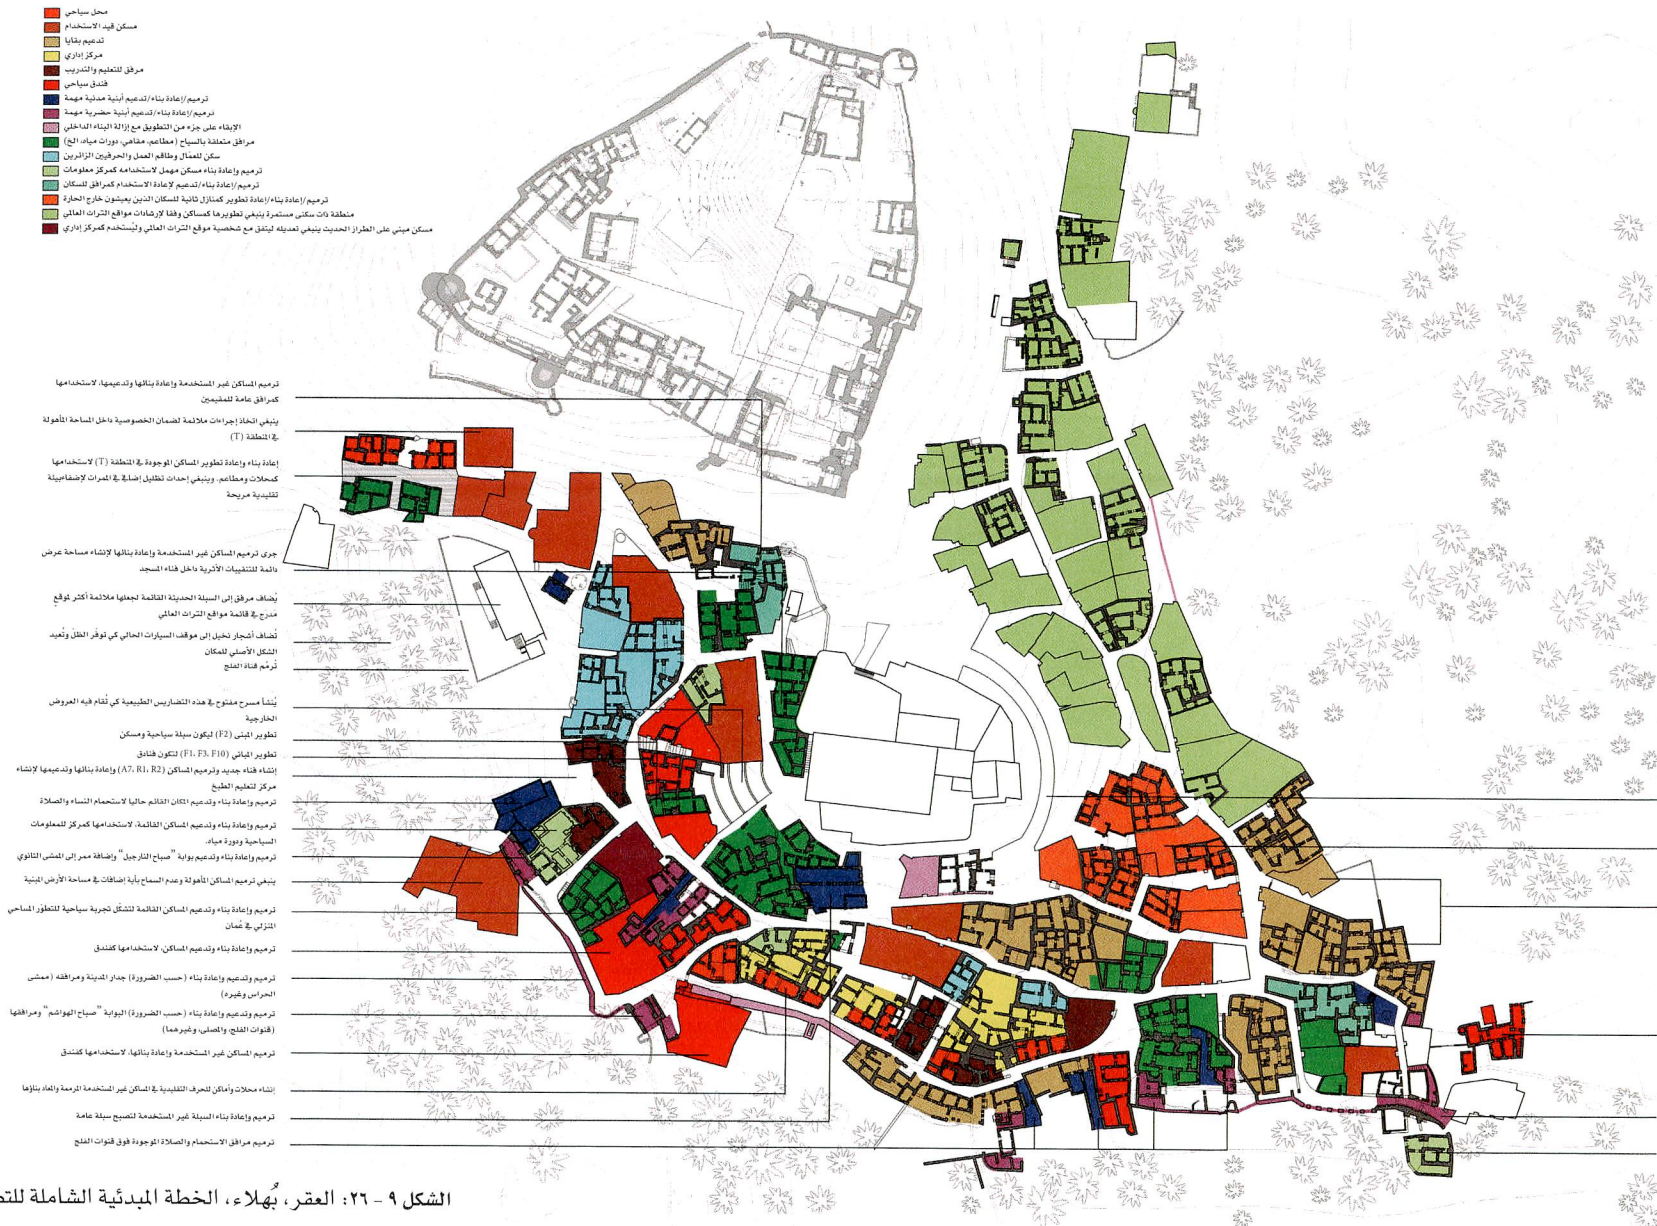 محل سياحي
مسكن قيد الاستخدام
تدعيم بقايا
مركز إداري
مرفق للتعليم والتدريب
فندق سياحي
ترميم/إعادة بناء/تدعيم أبنية مدنية مهمة
ترميم/إعادة بناء/تدعيم أبنية حضرية مهمة
الإبقاء على جزء من التطويق مع إزالة البناء الداخلي
مرافق متعلقة بالسياح (مطاعم، مقاهي، دورات مياه، الخ)
سكن للعمّال وطاقم العمل والحرفيين الزائرين
ترميم وإعادة بناء مسكن مهمل لاستخدامه كمركز معلومات
ترميم/إعادة بناء/تدعيم لإعادة الاستخدام كمرافق للسكان
ترميم/إعادة بناء/إعادة تطوير كمنازل ثانية للسكان الذين يعيشون خارج الحارة
منطقة ذات سكنى مستمرة ينبغي تطويرها كمساكن وفقا لإرشادات مواقع التراث العالمي
مسكن مبني على الطراز الحديث ينبغي تعديله ليتفق مع شخصية موقع التراث العالمي وليُستخدم كمركز إداري
ترميم المساكن غير المستخدمة وإعادة بنائها وتدعيمها، لاستخدامها
كمرافق عامة للمقيمين
ينبغي اتخاذ إجراءات ملائمة لضمان الخصوصية داخل المساحة المأهولة
في المنطقة (T)
إعادة بناء وإعادة تطوير المساكن الموجودة في المنطقة (T) لاستخدامها
كمحلات ومطاعم، وينبغي إحداث تظليل إضافي في الممرات لإضفاء بيئة
تقليدية مريحة
جرى ترميم المساكن غير المستخدمة وإعادة بنائها لإنشاء مساحة عرض
دائمة للتنقيبات الأثرية داخل فناء المسجد
يُضاف مرفق إلى السبلة الحديثة القائمة لجعلها ملائمة أكثر لموقع
مدرج في قائمة مواقع التراث العالمي
تُضاف أشجار نخيل إلى موقف السيارات الحالي كي توفر الظل وتُعيد
الشكل الأصلي للمكان
تُرمّم قناة الفلج
يُنشأ مسرح مفتوح في هذه التضاريس الطبيعية كي تُقام فيه العروض
الخارجية
تطوير المبنى (F2) ليكون سبلة سياحية ومسكن
تطوير المباني (F1، F3، F10) لتكون فنادق
إنشاء فناء جديد وترميم المساكن (A7، R1، R2) وإعادة بنائها وتدعيمها لإنشاء
مركز لتعليم الطبخ
ترميم وإعادة بناء وتدعيم المكان القائم حاليا لاستحمام النساء والصلاة
ترميم وإعادة بناء وتدعيم المساكن القائمة، لاستخدامها كمركز للمعلومات
السياحية ودورة مياه.
ترميم وإعادة بناء وتدعيم بوابة "صباح النارجيل" وإضافة ممر إلى الممشى الثانوي
ينبغي ترميم المساكن المأهولة وعدم السماح بأية إضافات في مساحة الأرض المبنية
ترميم وإعادة بناء وتدعيم المساكن القائمة لتشكّل تجربة سياحية للتطوّر المساحي
المنزلي في عُمان
ترميم وإعادة بناء وتدعيم المساكن، لاستخدامها كفندق
ترميم وتدعيم وإعادة بناء (حسب الضرورة) جدار المدينة ومرافقه (ممشى
الحراس وغيره)
ترميم وتدعيم وإعادة بناء (حسب الضرورة) البوابة "صباح الهواشم" ومرافقها
(قنوات الفلج، والمصلى، وغيرهما)
ترميم المساكن غير المستخدمة وإعادة بنائها، لاستخدامها كفندق
إنشاء محلات وأماكن للحرف التقليدية في المساكن غير المستخدمة المرممة والمعاد بناؤها
ترميم وإعادة بناء السبلة غير المستخدمة لتصبح سبلة عامة
ترميم مرافق الاستحمام والصلاة الموجودة فوق قنوات الفلج
الشكل ٩ - ٢٦: العقر، بُهلاء، الخطة المبدئية الشاملة